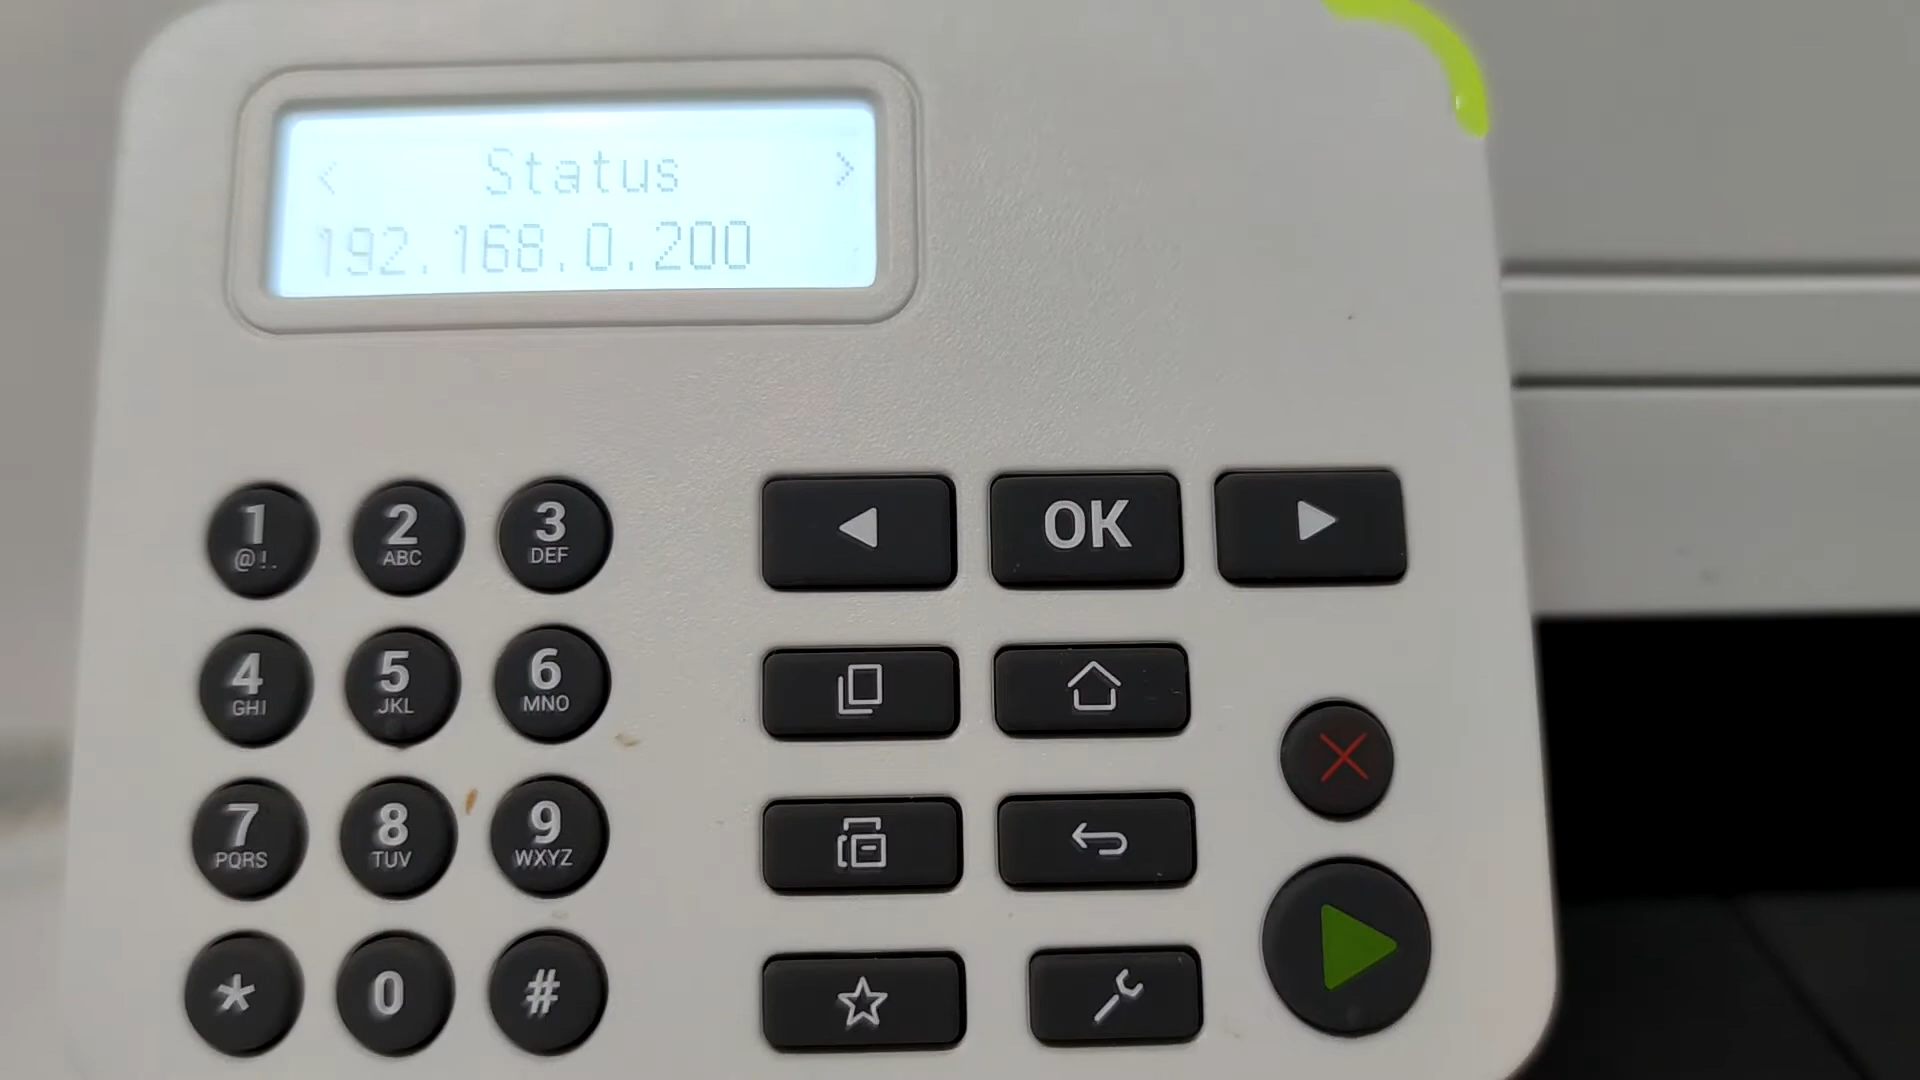 < Status >
192.168.0.200
1 2 3
@!. ABC DEF
OK
4 5 6
GHI JKL MNO
7 8 9
PQRS TUV WXYZ
* 0 #